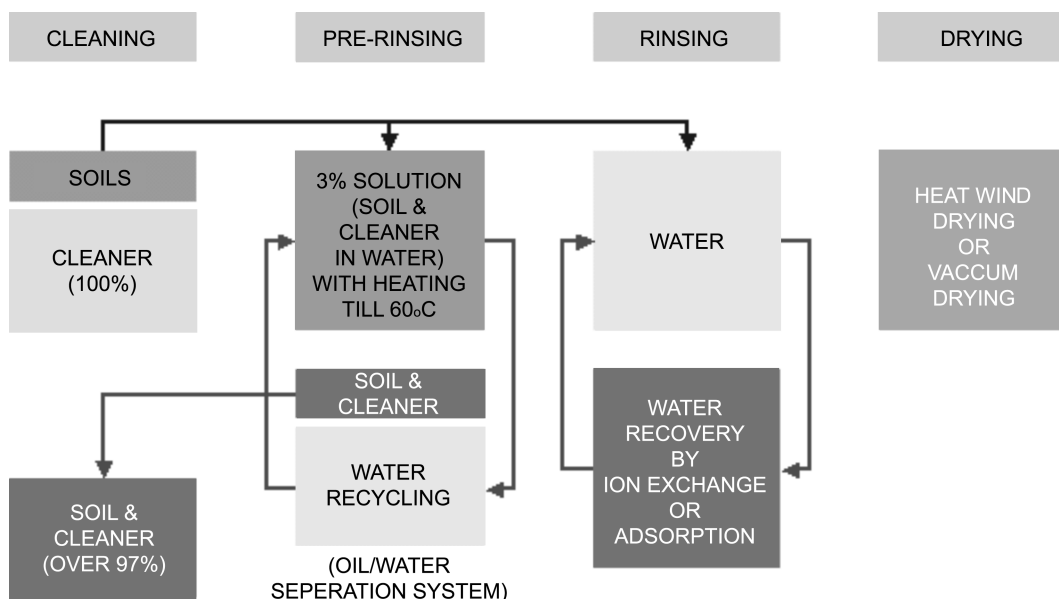 CLEANING
PRE-RINSING
RINSING
DRYING
SOILS
CLEANER
(100%)
3% SOLUTION
(SOIL &
CLEANER
IN WATER)
WITH HEATING
TILL 60oC
WATER
HEAT WIND
DRYING
OR
VACCUM
DRYING
SOIL &
CLEANER
WATER
RECYCLING
(OIL/WATER
SEPERATION SYSTEM)
SOIL &
CLEANER
(OVER 97%)
WATER
RECOVERY
BY
ION EXCHANGE
OR
ADSORPTION